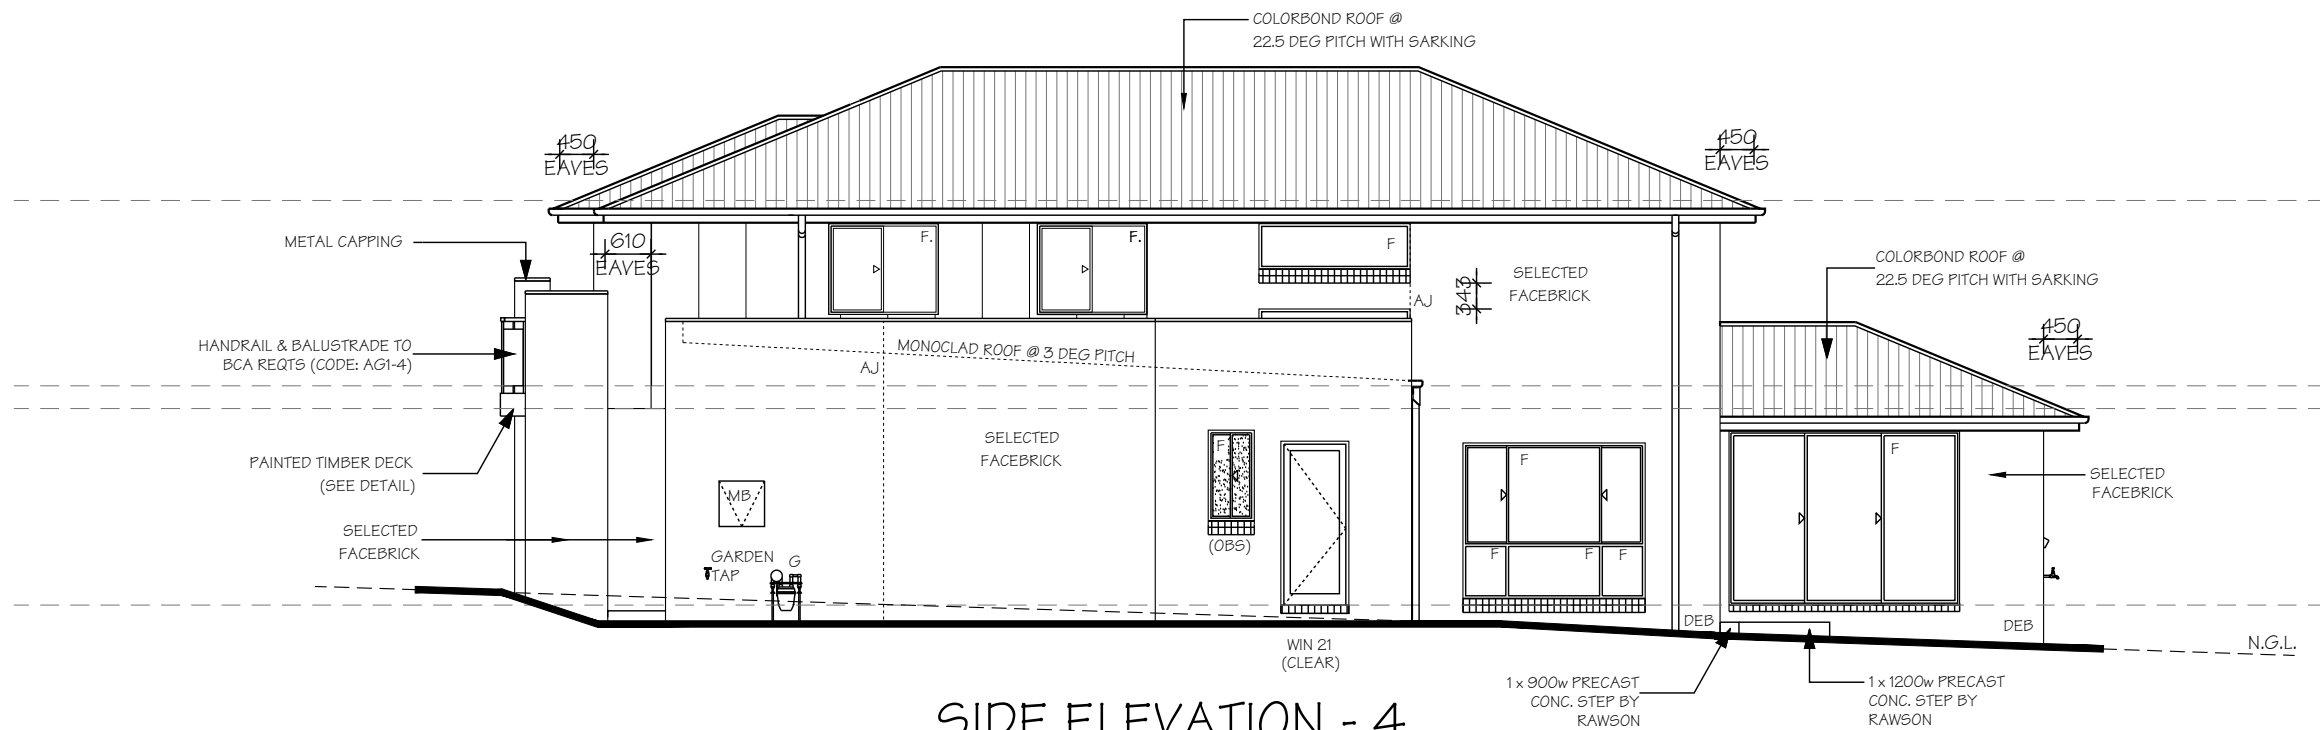 COLORBOND ROOF @
22.5 DEG PITCH WITH SARKING
450
EAVES
450
EAVES
METAL CAPPING
610
EAVES
F.
F.
F
SELECTED
FACEBRICK
343
AJ
COLORBOND ROOF @
22.5 DEG PITCH WITH SARKING
450
EAVES
HANDRAIL & BALUSTRADE TO
BCA REQTS (CODE: AG1-4)
MONOCLAD ROOF @ 3 DEG PITCH
AJ
SELECTED
FACEBRICK
PAINTED TIMBER DECK
(SEE DETAIL)
MB
F
F
F
SELECTED
FACEBRICK
SELECTED
FACEBRICK
GARDEN
TAP
G
(OBS)
F
F
F
DEB
DEB
N.G.L.
WIN 21
(CLEAR)
1 x 900w PRECAST
CONC. STEP BY
RAWSON
1 x 1200w PRECAST
CONC. STEP BY
RAWSON
SIDE ELEVATION - 4